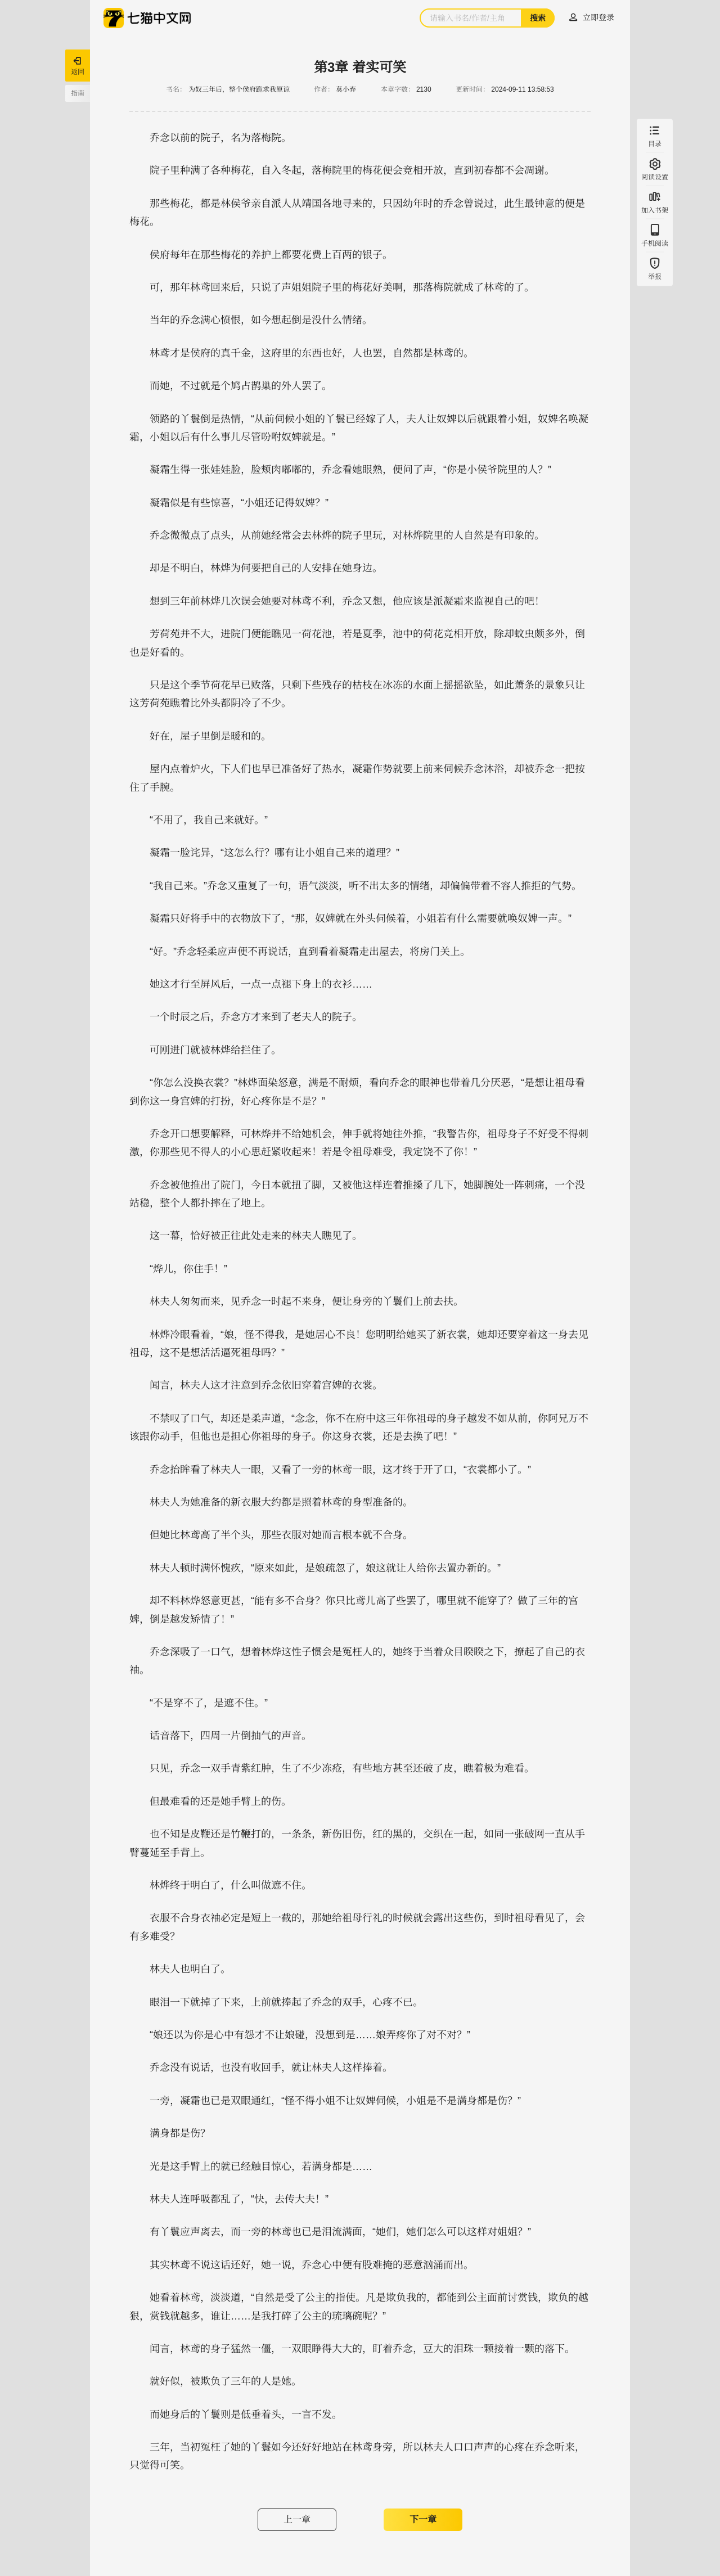 七猫中文网
请输入书名/作者/主角
搜索
立即登录
返回
指南
第3章 着实可笑
书名： 为奴三年后，整个侯府跪求我原谅 作者： 莫小弃 本章字数： 2130 更新时间： 2024-09-11 13:58:53
目录
阅读设置
加入书架
手机阅读
举报
乔念以前的院子，名为落梅院。
院子里种满了各种梅花，自入冬起，落梅院里的梅花便会竞相开放，直到初春都不会凋谢。
那些梅花，都是林侯爷亲自派人从靖国各地寻来的，只因幼年时的乔念曾说过，此生最钟意的便是
梅花。
侯府每年在那些梅花的养护上都要花费上百两的银子。
可，那年林鸢回来后，只说了声姐姐院子里的梅花好美啊，那落梅院就成了林鸢的了。
当年的乔念满心愤恨，如今想起倒是没什么情绪。
林鸢才是侯府的真千金，这府里的东西也好，人也罢，自然都是林鸢的。
而她，不过就是个鸠占鹊巢的外人罢了。
领路的丫鬟倒是热情，“从前伺候小姐的丫鬟已经嫁了人，夫人让奴婢以后就跟着小姐，奴婢名唤凝
霜，小姐以后有什么事儿尽管吩咐奴婢就是。”
凝霜生得一张娃娃脸，脸颊肉嘟嘟的，乔念看她眼熟，便问了声，“你是小侯爷院里的人？”
凝霜似是有些惊喜，“小姐还记得奴婢？”
乔念微微点了点头，从前她经常会去林烨的院子里玩，对林烨院里的人自然是有印象的。
却是不明白，林烨为何要把自己的人安排在她身边。
想到三年前林烨几次误会她要对林鸢不利，乔念又想，他应该是派凝霜来监视自己的吧！
芳荷苑并不大，进院门便能瞧见一荷花池，若是夏季，池中的荷花竞相开放，除却蚊虫颇多外，倒
也是好看的。
只是这个季节荷花早已败落，只剩下些残存的枯枝在冰冻的水面上摇摇欲坠，如此萧条的景象只让
这芳荷苑瞧着比外头都阴冷了不少。
好在，屋子里倒是暖和的。
屋内点着炉火，下人们也早已准备好了热水，凝霜作势就要上前来伺候乔念沐浴，却被乔念一把按
住了手腕。
“不用了，我自己来就好。”
凝霜一脸诧异，“这怎么行？哪有让小姐自己来的道理？”
“我自己来。”乔念又重复了一句，语气淡淡，听不出太多的情绪，却偏偏带着不容人推拒的气势。
凝霜只好将手中的衣物放下了，“那，奴婢就在外头伺候着，小姐若有什么需要就唤奴婢一声。”
“好。”乔念轻柔应声便不再说话，直到看着凝霜走出屋去，将房门关上。
她这才行至屏风后，一点一点褪下身上的衣衫……
一个时辰之后，乔念方才来到了老夫人的院子。
可刚进门就被林烨给拦住了。
“你怎么没换衣裳？”林烨面染怒意，满是不耐烦，看向乔念的眼神也带着几分厌恶，“是想让祖母看
到你这一身宫婢的打扮，好心疼你是不是？”
乔念开口想要解释，可林烨并不给她机会，伸手就将她往外推，“我警告你，祖母身子不好受不得刺
激，你那些见不得人的小心思赶紧收起来！若是令祖母难受，我定饶不了你！”
乔念被他推出了院门，今日本就扭了脚，又被他这样连着推搡了几下，她脚腕处一阵刺痛，一个没
站稳，整个人都扑摔在了地上。
这一幕，恰好被正往此处走来的林夫人瞧见了。
“烨儿，你住手！”
林夫人匆匆而来，见乔念一时起不来身，便让身旁的丫鬟们上前去扶。
林烨冷眼看着，“娘，怪不得我，是她居心不良！您明明给她买了新衣裳，她却还要穿着这一身去见
祖母，这不是想活活逼死祖母吗？”
闻言，林夫人这才注意到乔念依旧穿着宫婢的衣裳。
不禁叹了口气，却还是柔声道，“念念，你不在府中这三年你祖母的身子越发不如从前，你阿兄万不
该跟你动手，但他也是担心你祖母的身子。你这身衣裳，还是去换了吧！”
乔念抬眸看了林夫人一眼，又看了一旁的林鸢一眼，这才终于开了口，“衣裳都小了。”
林夫人为她准备的新衣服大约都是照着林鸢的身型准备的。
但她比林鸢高了半个头，那些衣服对她而言根本就不合身。
林夫人顿时满怀愧疚，“原来如此，是娘疏忽了，娘这就让人给你去置办新的。”
却不料林烨怒意更甚，“能有多不合身？你只比鸢儿高了些罢了，哪里就不能穿了？做了三年的宫
婢，倒是越发矫情了！”
乔念深吸了一口气，想着林烨这性子惯会是冤枉人的，她终于当着众目睽睽之下，撩起了自己的衣
袖。
“不是穿不了，是遮不住。”
话音落下，四周一片倒抽气的声音。
只见，乔念一双手青紫红肿，生了不少冻疮，有些地方甚至还破了皮，瞧着极为难看。
但最难看的还是她手臂上的伤。
也不知是皮鞭还是竹鞭打的，一条条，新伤旧伤，红的黑的，交织在一起，如同一张破网一直从手
臂蔓延至手背上。
林烨终于明白了，什么叫做遮不住。
衣服不合身衣袖必定是短上一截的，那她给祖母行礼的时候就会露出这些伤，到时祖母看见了，会
有多难受？
林夫人也明白了。
眼泪一下就掉了下来，上前就捧起了乔念的双手，心疼不已。
“娘还以为你是心中有怨才不让娘碰，没想到是……娘弄疼你了对不对？”
乔念没有说话，也没有收回手，就让林夫人这样捧着。
一旁，凝霜也已是双眼通红，“怪不得小姐不让奴婢伺候，小姐是不是满身都是伤？”
满身都是伤？
光是这手臂上的就已经触目惊心，若满身都是……
林夫人连呼吸都乱了，“快，去传大夫！”
有丫鬟应声离去，而一旁的林鸢也已是泪流满面，“她们，她们怎么可以这样对姐姐？”
其实林鸢不说这话还好，她一说，乔念心中便有股难掩的恶意汹涌而出。
她看着林鸢，淡淡道，“自然是受了公主的指使。凡是欺负我的，都能到公主面前讨赏钱，欺负的越
狠，赏钱就越多，谁让……是我打碎了公主的琉璃碗呢？”
闻言，林鸢的身子猛然一僵，一双眼睁得大大的，盯着乔念，豆大的泪珠一颗接着一颗的落下。
就好似，被欺负了三年的人是她。
而她身后的丫鬟则是低垂着头，一言不发。
三年，当初冤枉了她的丫鬟如今还好好地站在林鸢身旁，所以林夫人口口声声的心疼在乔念听来，
只觉得可笑。
上一章
下一章